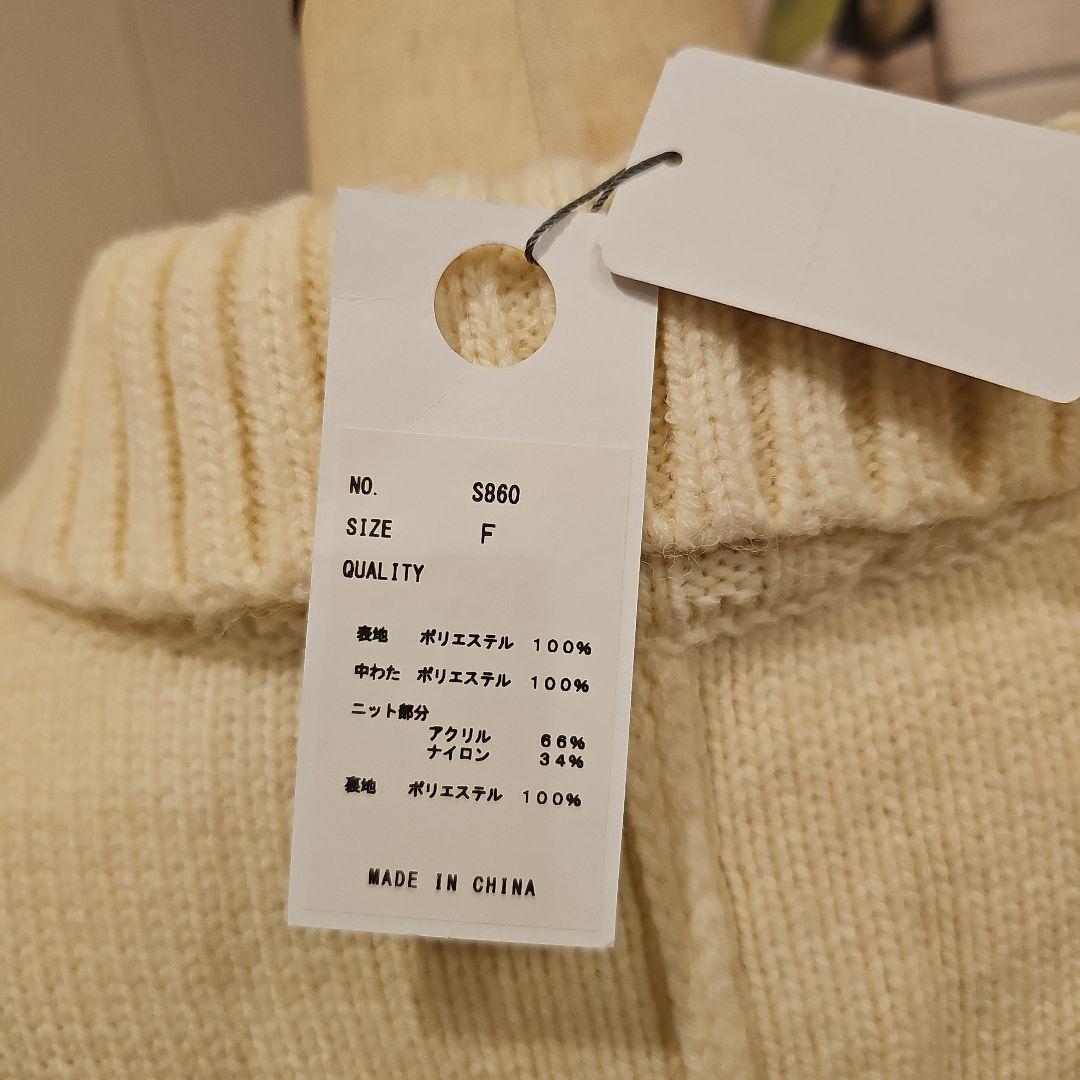 NO. S860
SIZE F
QUALITY
表地 ポリエステル 100%
中わた ポリエステル 100%
ニット部分
アクリル 66%
ナイロン 34%
裏地 ポリエステル 100%
MADE IN CHINA